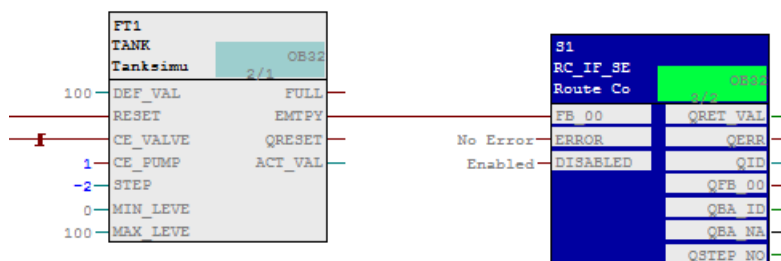 FT1
TANK
Tanksimu
OB32
2/1
100 DEF_VAL FULL
RESET EMTPY
CE_VALVE QRESET
1 CE_PUMP ACT_VAL
-2 STEP
0 MIN_LEVE
100 MAX_LEVE
S1
RC_IF_SE
Route Co
OB32
3/2
FB_00 QRET_VAL
No Error ERROR QERR
Enabled DISABLED QID
QFB_00
QBA_ID
QBA_NA
QSTEP_NO